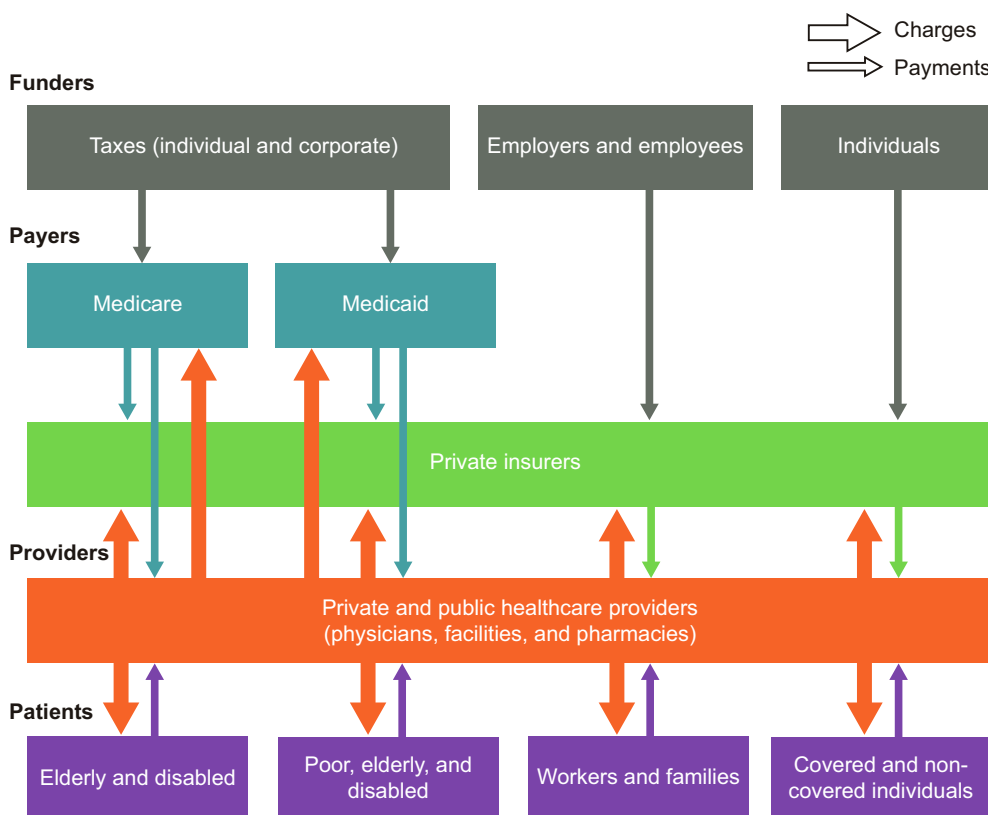 Charges
Payments
Funders
Taxes (individual and corporate)
Employers and employees
Individuals
Payers
Medicare
Medicaid
Private insurers
Providers
Private and public healthcare providers
(physicians, facilities, and pharmacies)
Patients
Elderly and disabled
Poor, elderly, and
disabled
Workers and families
Covered and non-
covered individuals